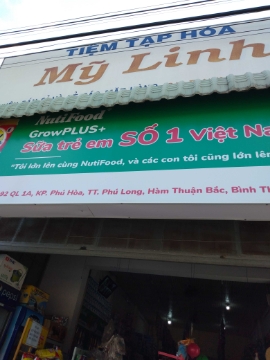 TIỆM TẠP HÓA
Mỹ Linh
NutiFood
GrowPLUS+
Sữa trẻ em SỐ 1 Việt Na
"Tôi lớn lên cùng NutiFood, và các con tôi cũng lớn lên
82 QL 1A, KP. Phú Hòa, TT. Phú Long, Hàm Thuận Bắc, Bình Th